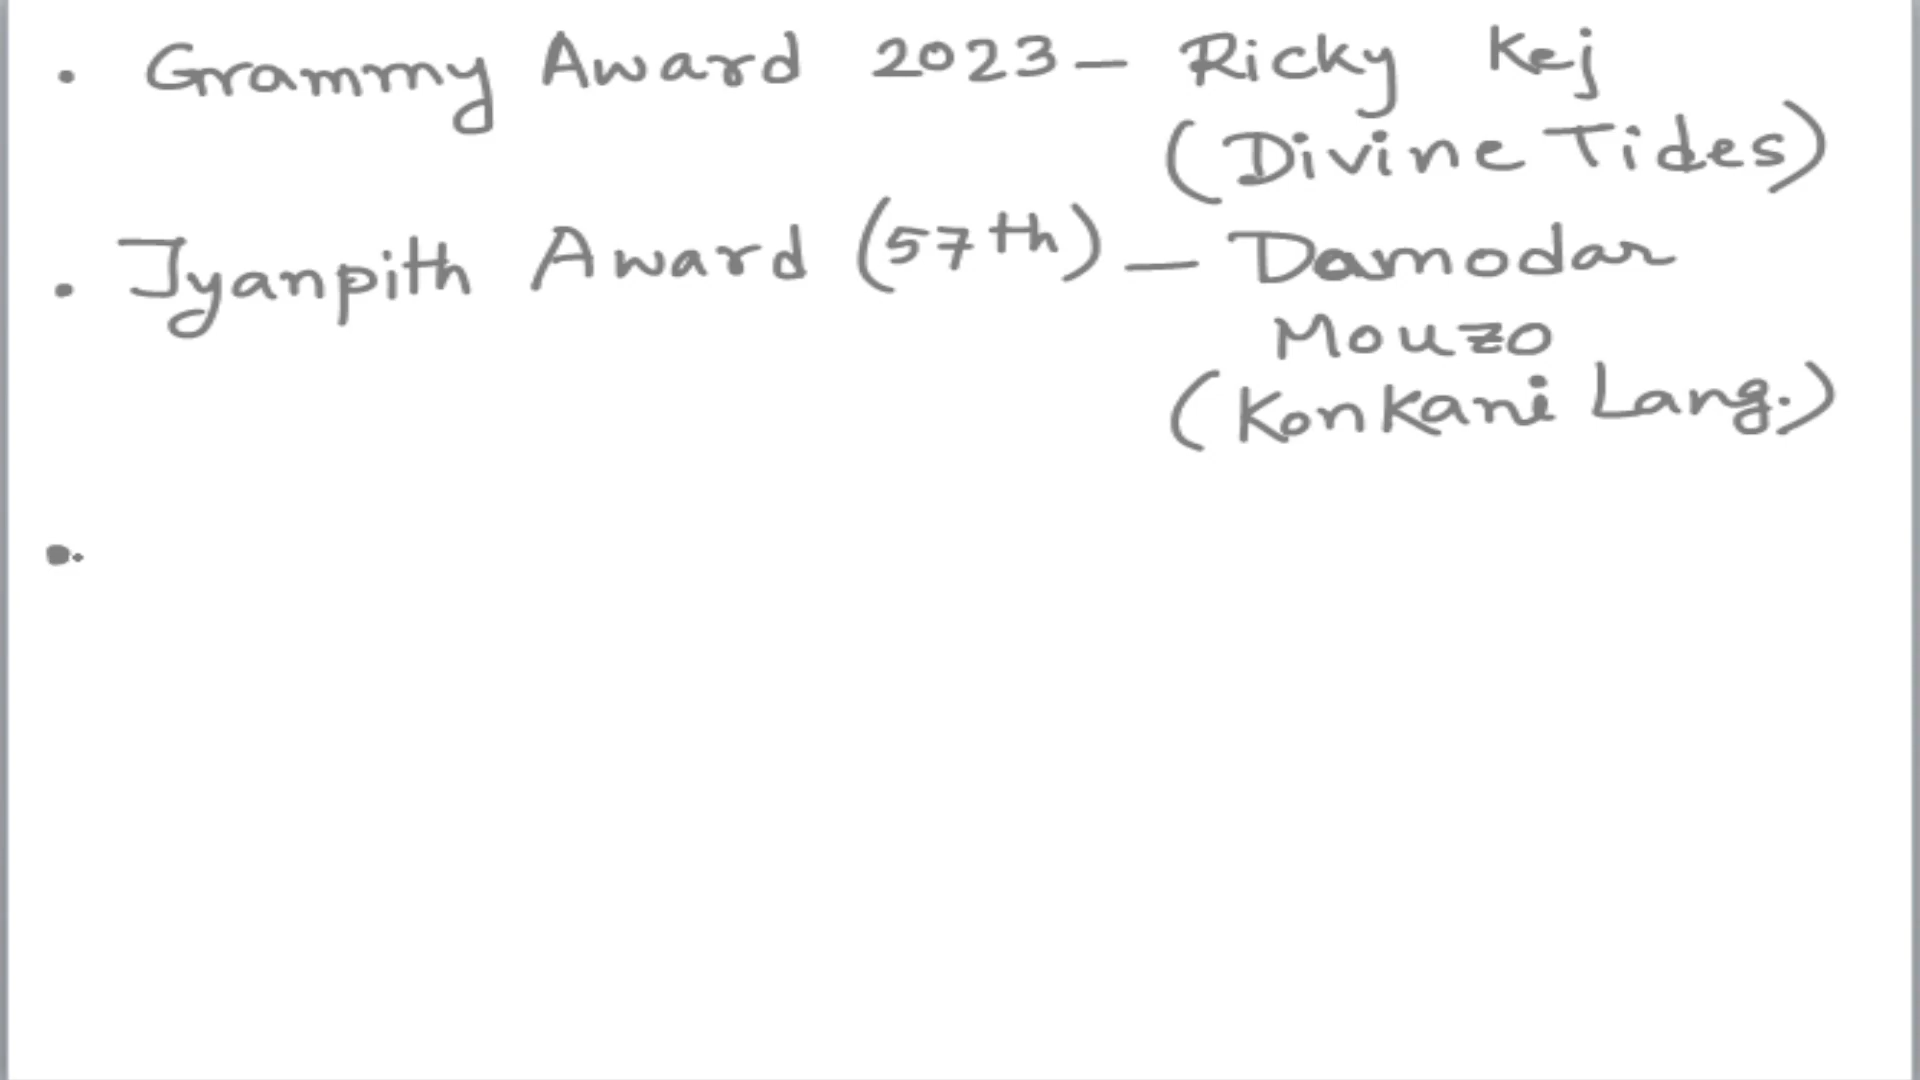 • Grammy Award 2023 – Ricky Kej
(Divine Tides)
• Jyanpith Award (57th) – Damodar
Mouzo
(Konkani Lang.)
•